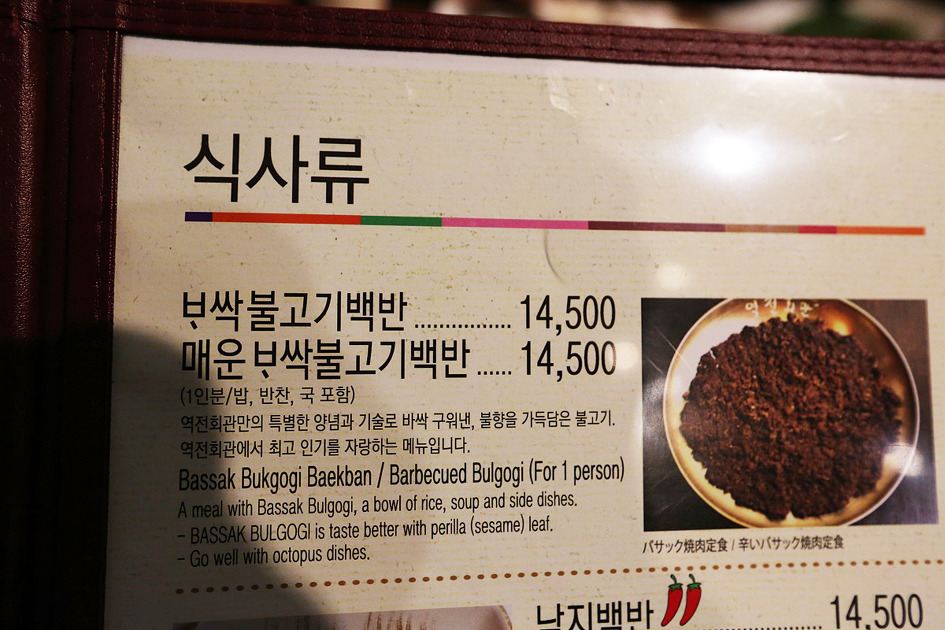 식사류
ᄇᆞ싹불고기백반 ................ 14,500
매운ᄇᆞ싹불고기백반 ...... 14,500
(1인분/밥, 반찬, 국 포함)
역전회관만의 특별한 양념과 기술로 바싹 구워낸, 불향을 가득담은 불고기.
역전회관에서 최고 인기를 자랑하는 메뉴입니다.
Bassak Bukgogi Baekban / Barbecued Bulgogi (For 1 person)
A meal with Bassak Bulgogi, a bowl of rice, soup and side dishes.
– BASSAK BULGOGI is taste better with perilla (sesame) leaf.
– Go well with octopus dishes.
バサック焼肉定食 / 辛いバサック焼肉定食
낙지백반 ........................ 14,500